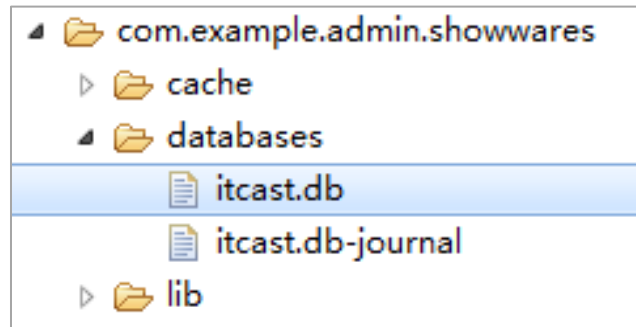 com.example.admin.showwares
cache
databases
itcast.db
itcast.db-journal
lib